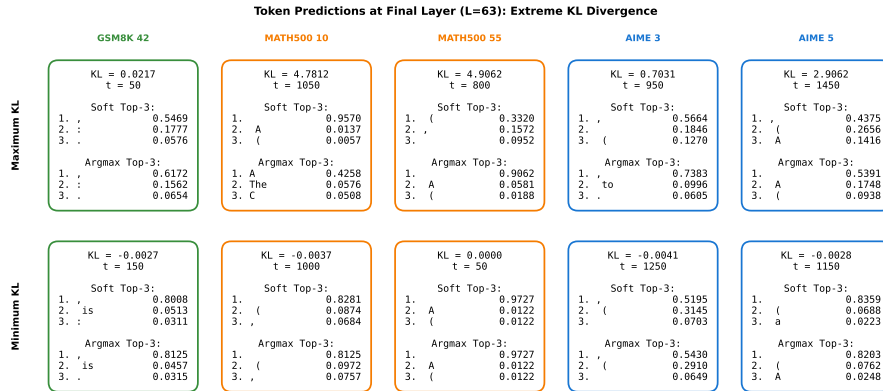 Token Predictions at Final Layer (L=63): Extreme KL Divergence
GSM8K 42 MATH500 10 MATH500 55 AIME 3 AIME 5
Maximum KL
KL = 0.0217
t = 50
Soft Top-3:
1. , 0.5469
2. : 0.1777
3. . 0.0576
Argmax Top-3:
1. , 0.6172
2. : 0.1562
3. . 0.0654
KL = 4.7812
t = 1050
Soft Top-3:
1. 0.9570
2. A 0.0137
3. ( 0.0057
Argmax Top-3:
1. A 0.4258
2. The 0.0576
3. C 0.0508
KL = 4.9062
t = 800
Soft Top-3:
1. ( 0.3320
2. , 0.1572
3. 0.0952
Argmax Top-3:
1. 0.9062
2. A 0.0581
3. ( 0.0188
KL = 0.7031
t = 950
Soft Top-3:
1. , 0.5664
2. 0.1846
3. ( 0.1270
Argmax Top-3:
1. , 0.7383
2. to 0.0996
3. . 0.0605
KL = 2.9062
t = 1450
Soft Top-3:
1. , 0.4375
2. ( 0.2656
3. A 0.1416
Argmax Top-3:
1. 0.5391
2. A 0.1748
3. ( 0.0938
Minimum KL
KL = -0.0027
t = 150
Soft Top-3:
1. , 0.8008
2. is 0.0513
3. : 0.0311
Argmax Top-3:
1. , 0.8125
2. is 0.0457
3. . 0.0315
KL = -0.0037
t = 1000
Soft Top-3:
1. 0.8281
2. ( 0.0874
3. , 0.0684
Argmax Top-3:
1. 0.8125
2. ( 0.0972
3. , 0.0757
KL = 0.0000
t = 50
Soft Top-3:
1. 0.9727
2. A 0.0122
3. ( 0.0122
Argmax Top-3:
1. 0.9727
2. A 0.0122
3. ( 0.0122
KL = -0.0041
t = 1250
Soft Top-3:
1. , 0.5195
2. ( 0.3145
3. 0.0703
Argmax Top-3:
1. , 0.5430
2. ( 0.2910
3. 0.0649
KL = -0.0028
t = 1150
Soft Top-3:
1. 0.8359
2. ( 0.0688
3. a 0.0223
Argmax Top-3:
1. 0.8203
2. ( 0.0762
3. A 0.0248